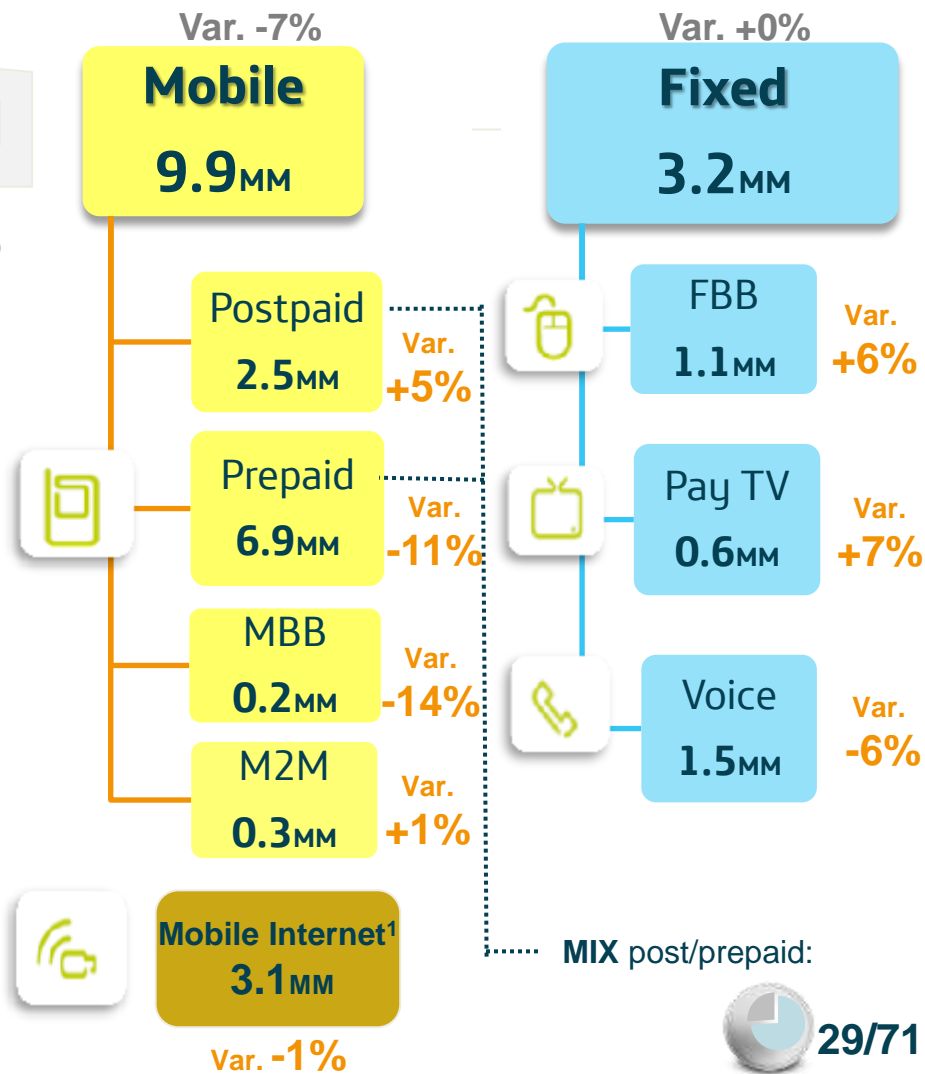 Var. -7%
Mobile
9.9MM
Postpaid
2.5MM
Var.
+5%
Prepaid
6.9MM
Var.
-11%
MBB
0.2MM
Var.
-14%
M2M
0.3MM
Var.
+1%
Mobile Internet¹
3.1MM
Var. -1%
Var. +0%
Fixed
3.2MM
FBB
1.1MM
Var.
+6%
Pay TV
0.6MM
Var.
+7%
Voice
1.5MM
Var.
-6%
MIX post/prepaid:
29/71